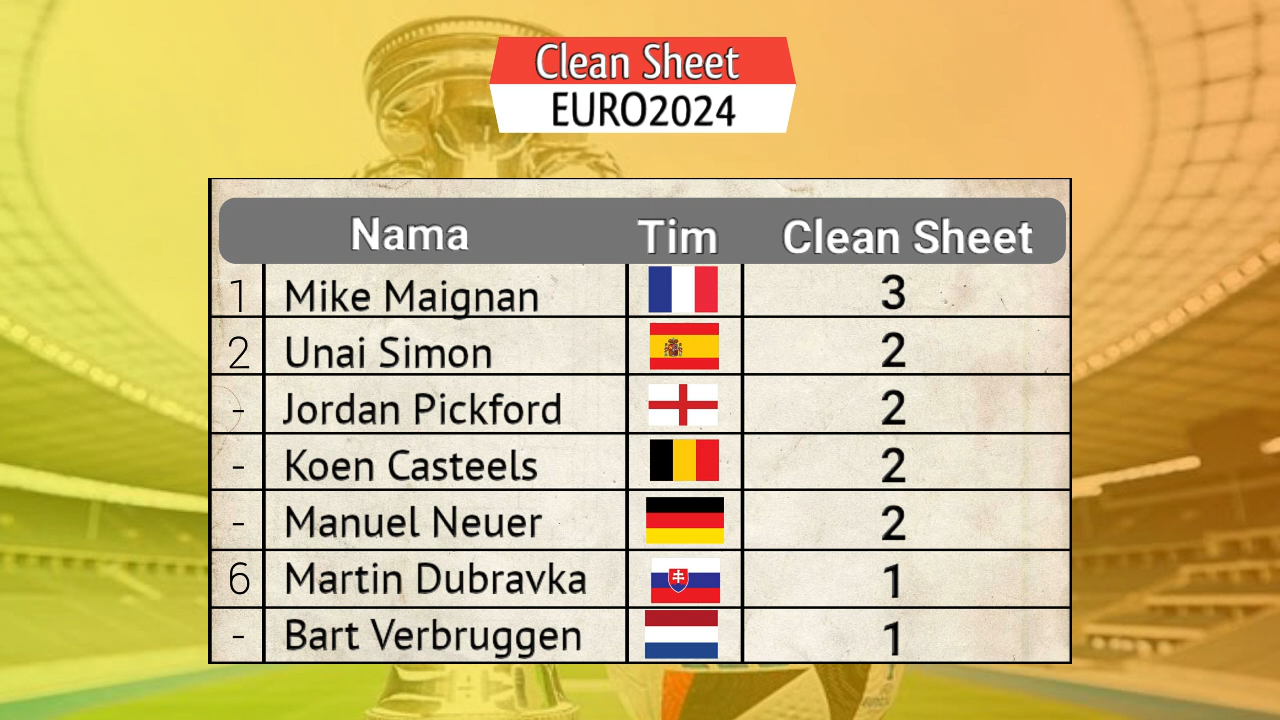 Clean Sheet
EURO2024
Nama Tim Clean Sheet
1 Mike Maignan 3
2 Unai Simon 2
- Jordan Pickford 2
- Koen Casteels 2
- Manuel Neuer 2
6 Martin Dubravka 1
- Bart Verbruggen 1